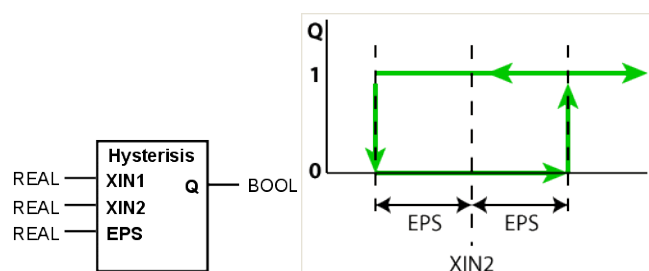 Hysterisis
REAL XIN1
Q BOOL
REAL XIN2
REAL EPS
Q
1
0
EPS EPS
XIN2